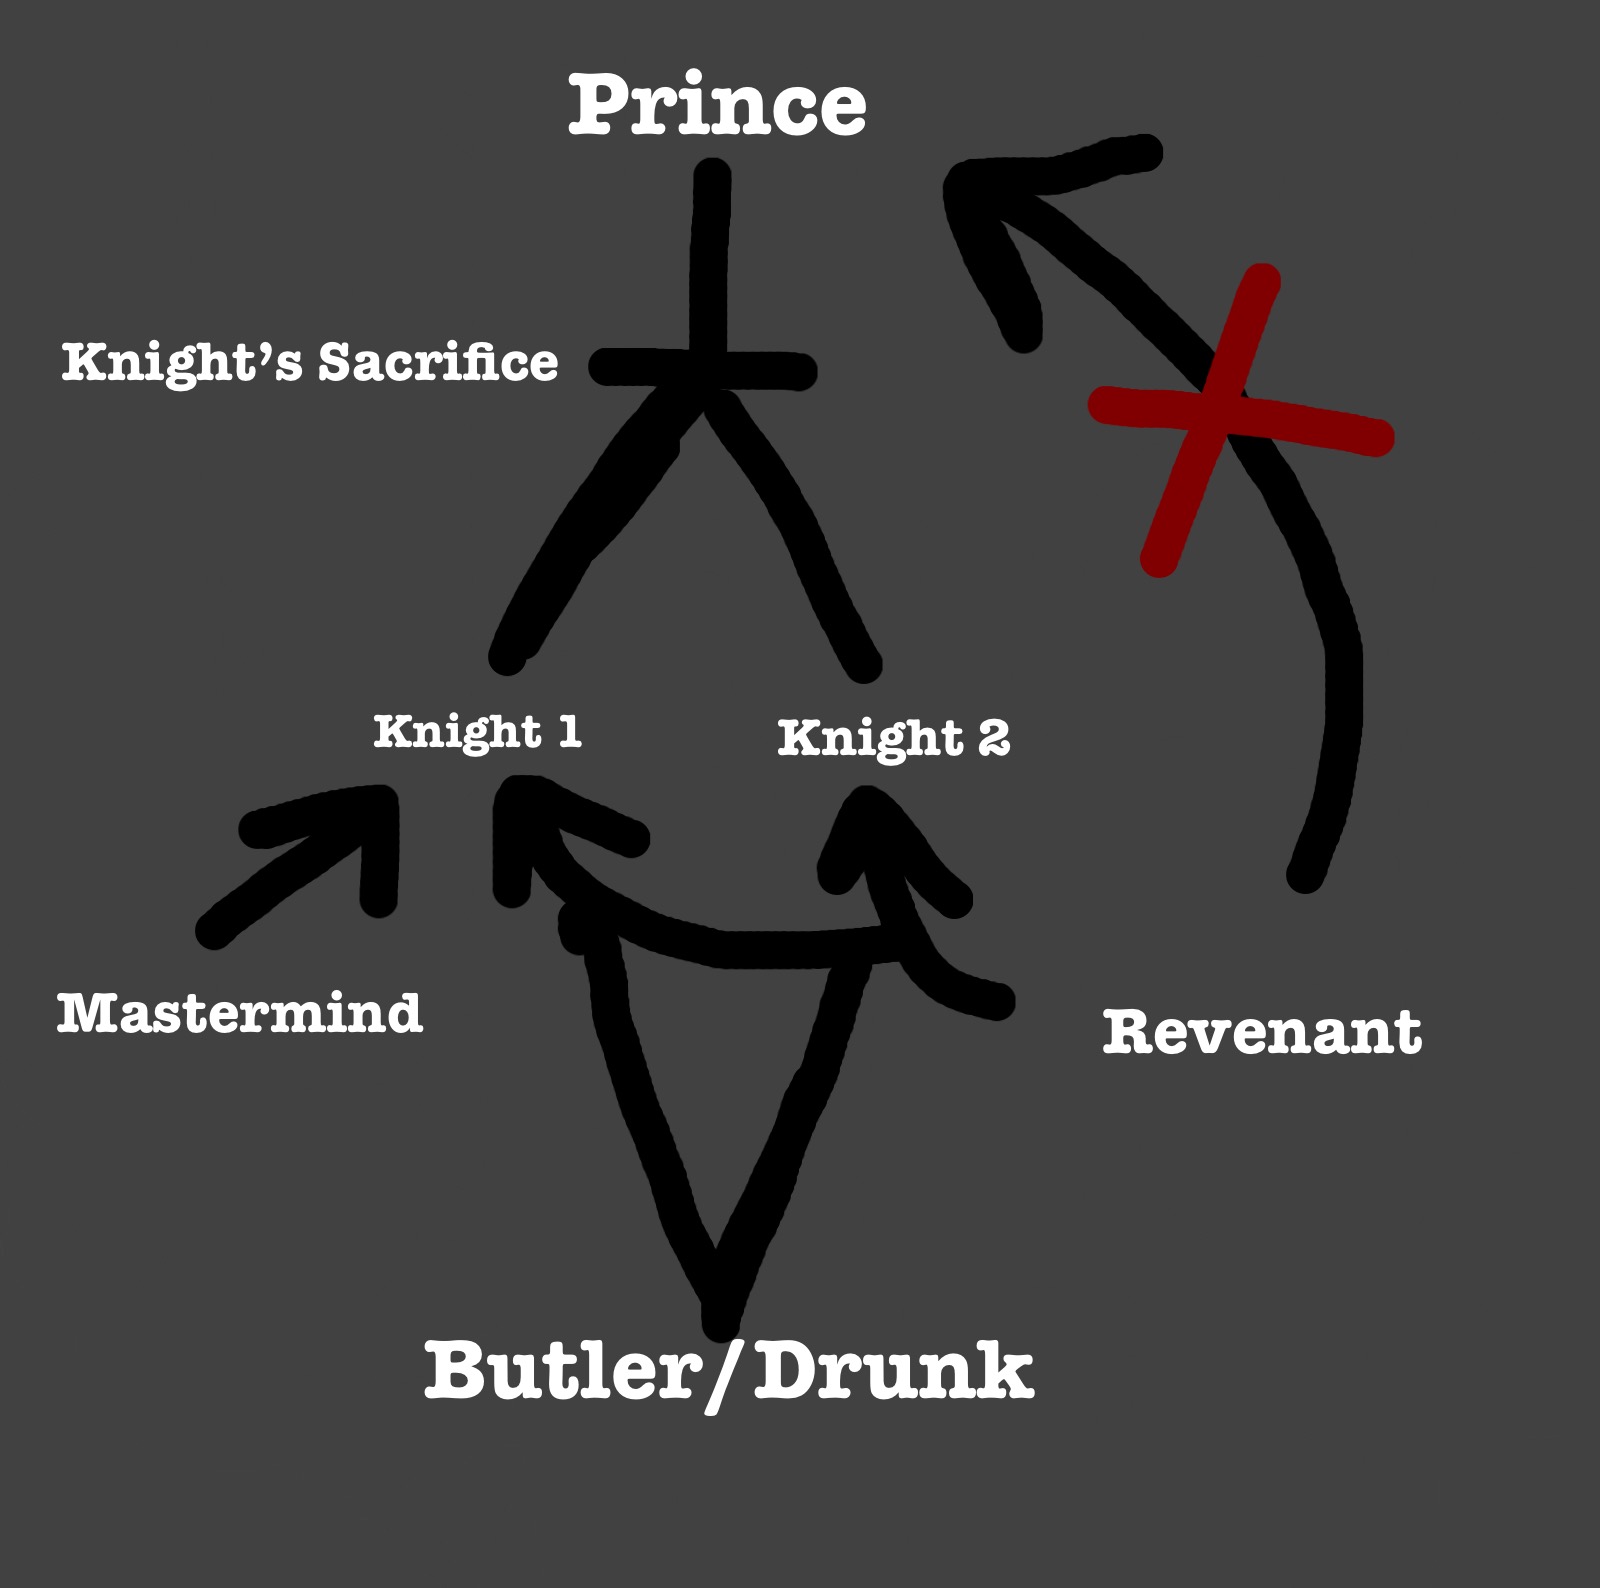 Prince
Knight’s Sacrifice
Knight 1
Knight 2
Mastermind
Revenant
Butler/Drunk